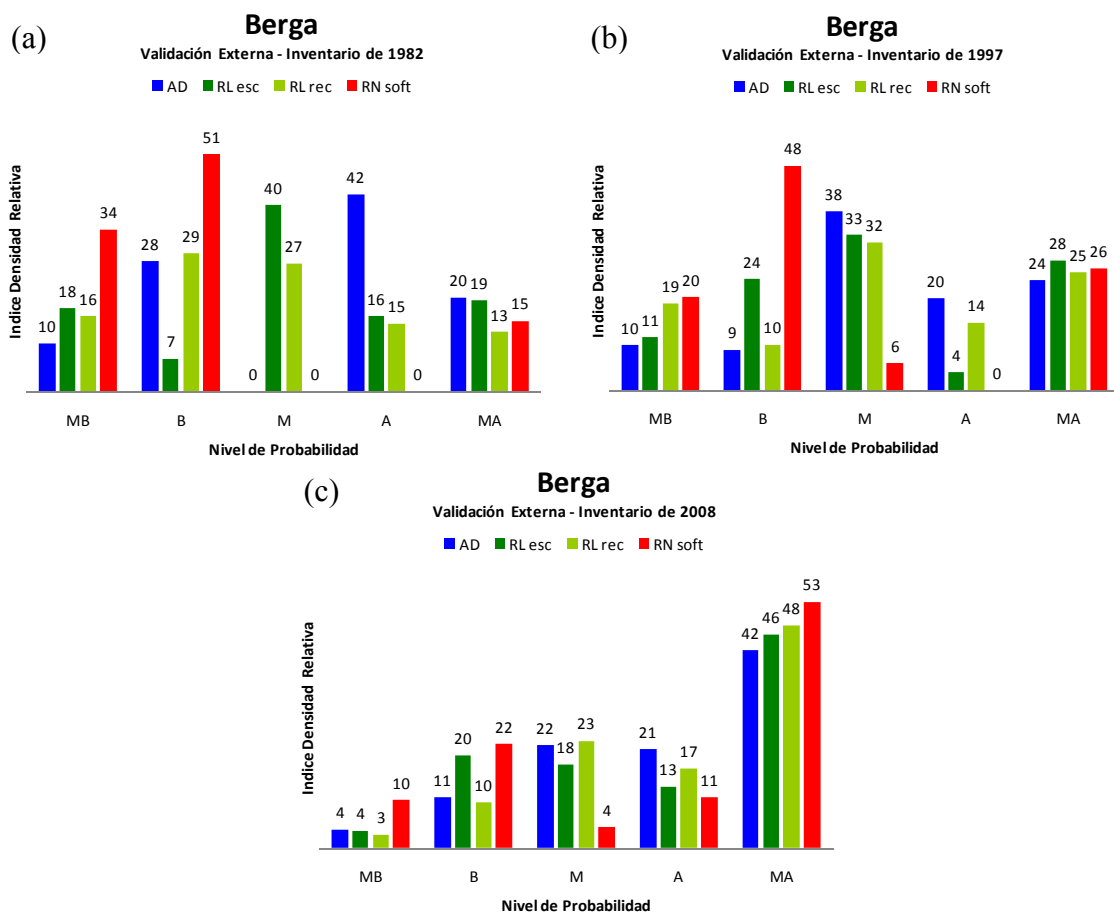 (a)
Berga
Validación Externa - Inventario de 1982
AD RL esc RL rec RN soft
Indice Densidad Relativa
10 18 16 34
28 7 29 51
0 40 27 0
42 16 15 0
20 19 13 15
MB B M A MA
Nivel de Probabilidad
(b)
Berga
Validación Externa - Inventario de 1997
AD RL esc RL rec RN soft
Indice Densidad Relativa
10 11 19 20
9 24 10 48
38 33 32 6
20 4 14 0
24 28 25 26
MB B M A MA
Nivel de Probabilidad
(c)
Berga
Validación Externa - Inventario de 2008
AD RL esc RL rec RN soft
Indice Densidad Relativa
4 4 3 10
11 20 10 22
22 18 23 4
21 13 17 11
42 46 48 53
MB B M A MA
Nivel de Probabilidad